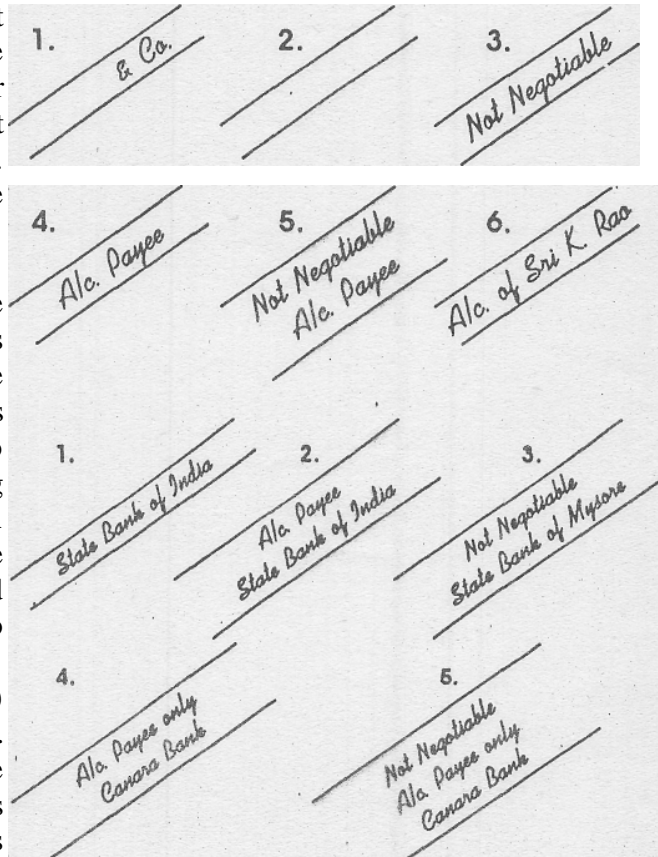 1.
& Co.
2.
3.
Not Negotiable
4.
A/c. Payee
5.
Not Negotiable
A/c. Payee
6.
A/c. of Sri K. Rao
1.
State Bank of India
2.
A/c. Payee
State Bank of India
3.
Not Negotiable
State Bank of Mysore
4.
A/c. Payee only
Canara Bank
5.
Not Negotiable
A/c. Payee only
Canara Bank